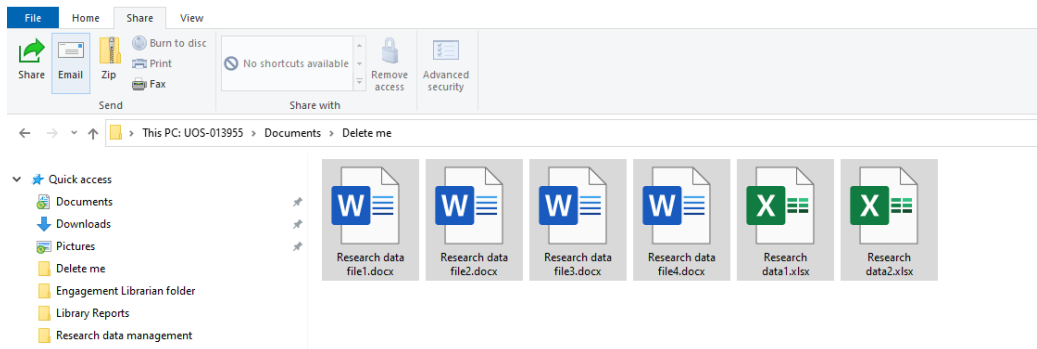 File Home Share View
Share Email Zip Burn to disc Print Fax
No shortcuts available Remove access Advanced security
Send Share with
This PC: UOS-013955 > Documents > Delete me
Quick access
Documents
Downloads
Pictures
Delete me
Engagement Librarian folder
Library Reports
Research data management
W W W W X X
Research data Research data Research data Research data Research Research
file1.docx file2.docx file3.docx file4.docx data1.xlsx data2.xlsx